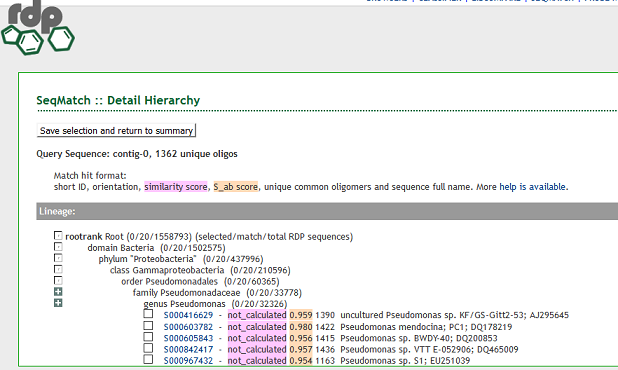 rdp
SeqMatch :: Detail Hierarchy
Save selection and return to summary
Query Sequence: contig-0, 1362 unique oligos
Match hit format:
short ID, orientation, similarity score, S_ab score, unique common oligomers and sequence full name. More help is available.
Lineage:
rootrank Root (0/20/1558793) (selected/match/total RDP sequences)
domain Bacteria (0/20/1502575)
phylum "Proteobacteria" (0/20/437996)
class Gammaproteobacteria (0/20/210596)
order Pseudomonadales (0/20/60365)
family Pseudomonadaceae (0/20/33778)
genus Pseudomonas (0/20/32326)
S000416629 - not_calculated 0.959 1390 uncultured Pseudomonas sp. KF/GS-Gitt2-53; AJ295645
S000603782 - not_calculated 0.980 1422 Pseudomonas mendocina; PC1; DQ178219
S000605843 - not_calculated 0.956 1415 Pseudomonas sp. BWDY-40; DQ200853
S000842417 - not_calculated 0.957 1436 Pseudomonas sp. VTT E-052906; DQ465009
S000967432 - not_calculated 0.954 1163 Pseudomonas sp. S1; EU251039